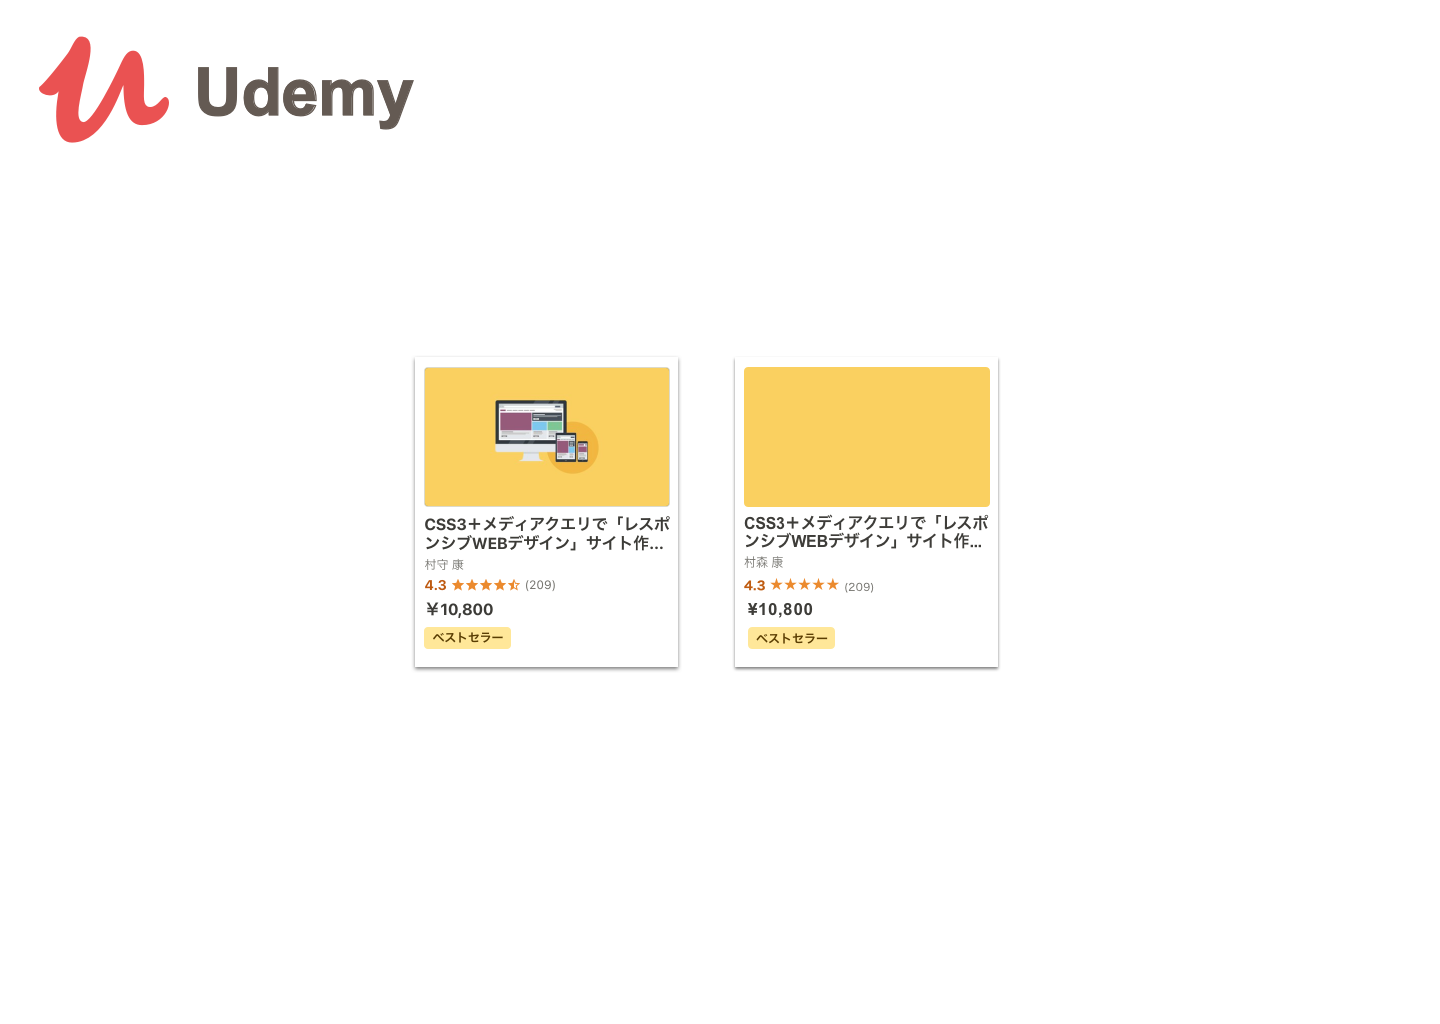 Udemy
CSS3＋メディアクエリで「レスポ
ンシブWEBデザイン」サイト作…
村守 康
4.3 ★★★★ (209)
￥10,800
ベストセラー
CSS3＋メディアクエリで「レスポ
ンシブWEBデザイン」サイト作...
村森 康
4.3 ★★★★★ (209)
¥10,800
ベストセラー